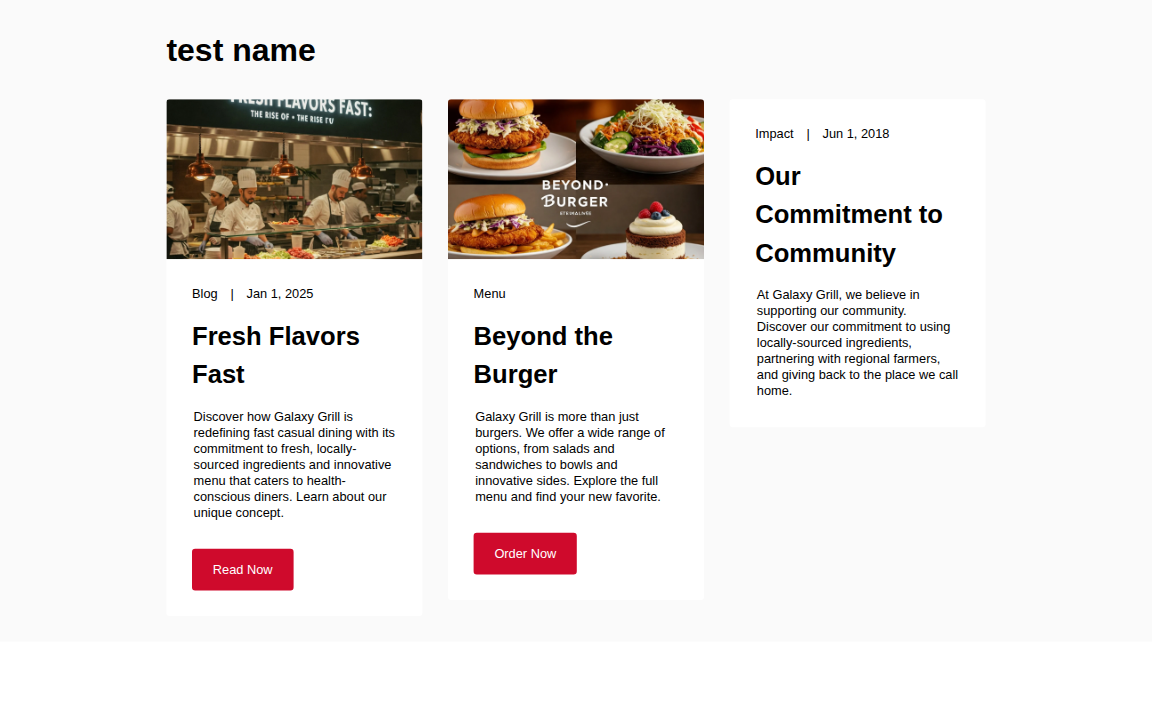 test name
FRESH FLAVORS FAST:
THE RISE OF • THE RISE
Blog | Jan 1, 2025
Fresh Flavors
Fast
Discover how Galaxy Grill is
redefining fast casual dining with its
commitment to fresh, locally-
sourced ingredients and innovative
menu that caters to health-
conscious diners. Learn about our
unique concept.
Read Now
BEYOND·
BURGER
Menu
Beyond the
Burger
Galaxy Grill is more than just
burgers. We offer a wide range of
options, from salads and
sandwiches to bowls and
innovative sides. Explore the full
menu and find your new favorite.
Order Now
Impact | Jun 1, 2018
Our
Commitment to
Community
At Galaxy Grill, we believe in
supporting our community.
Discover our commitment to using
locally-sourced ingredients,
partnering with regional farmers,
and giving back to the place we call
home.